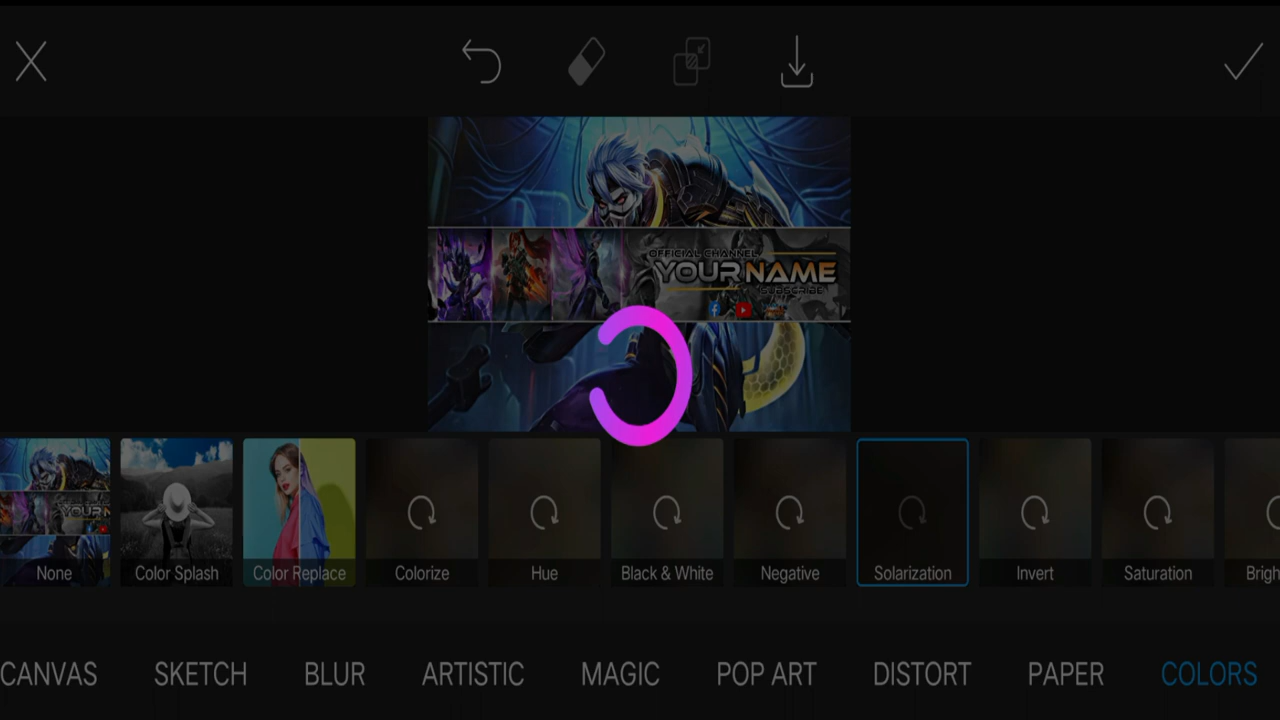 OFFICIAL CHANNEL
YOUR NAME
SUBSCRIBE
YOUR N
None
Color Splash
Color Replace
Colorize
Hue
Black & White
Negative
Solarization
Invert
Saturation
Brigh
CANVAS
SKETCH
BLUR
ARTISTIC
MAGIC
POP ART
DISTORT
PAPER
COLORS